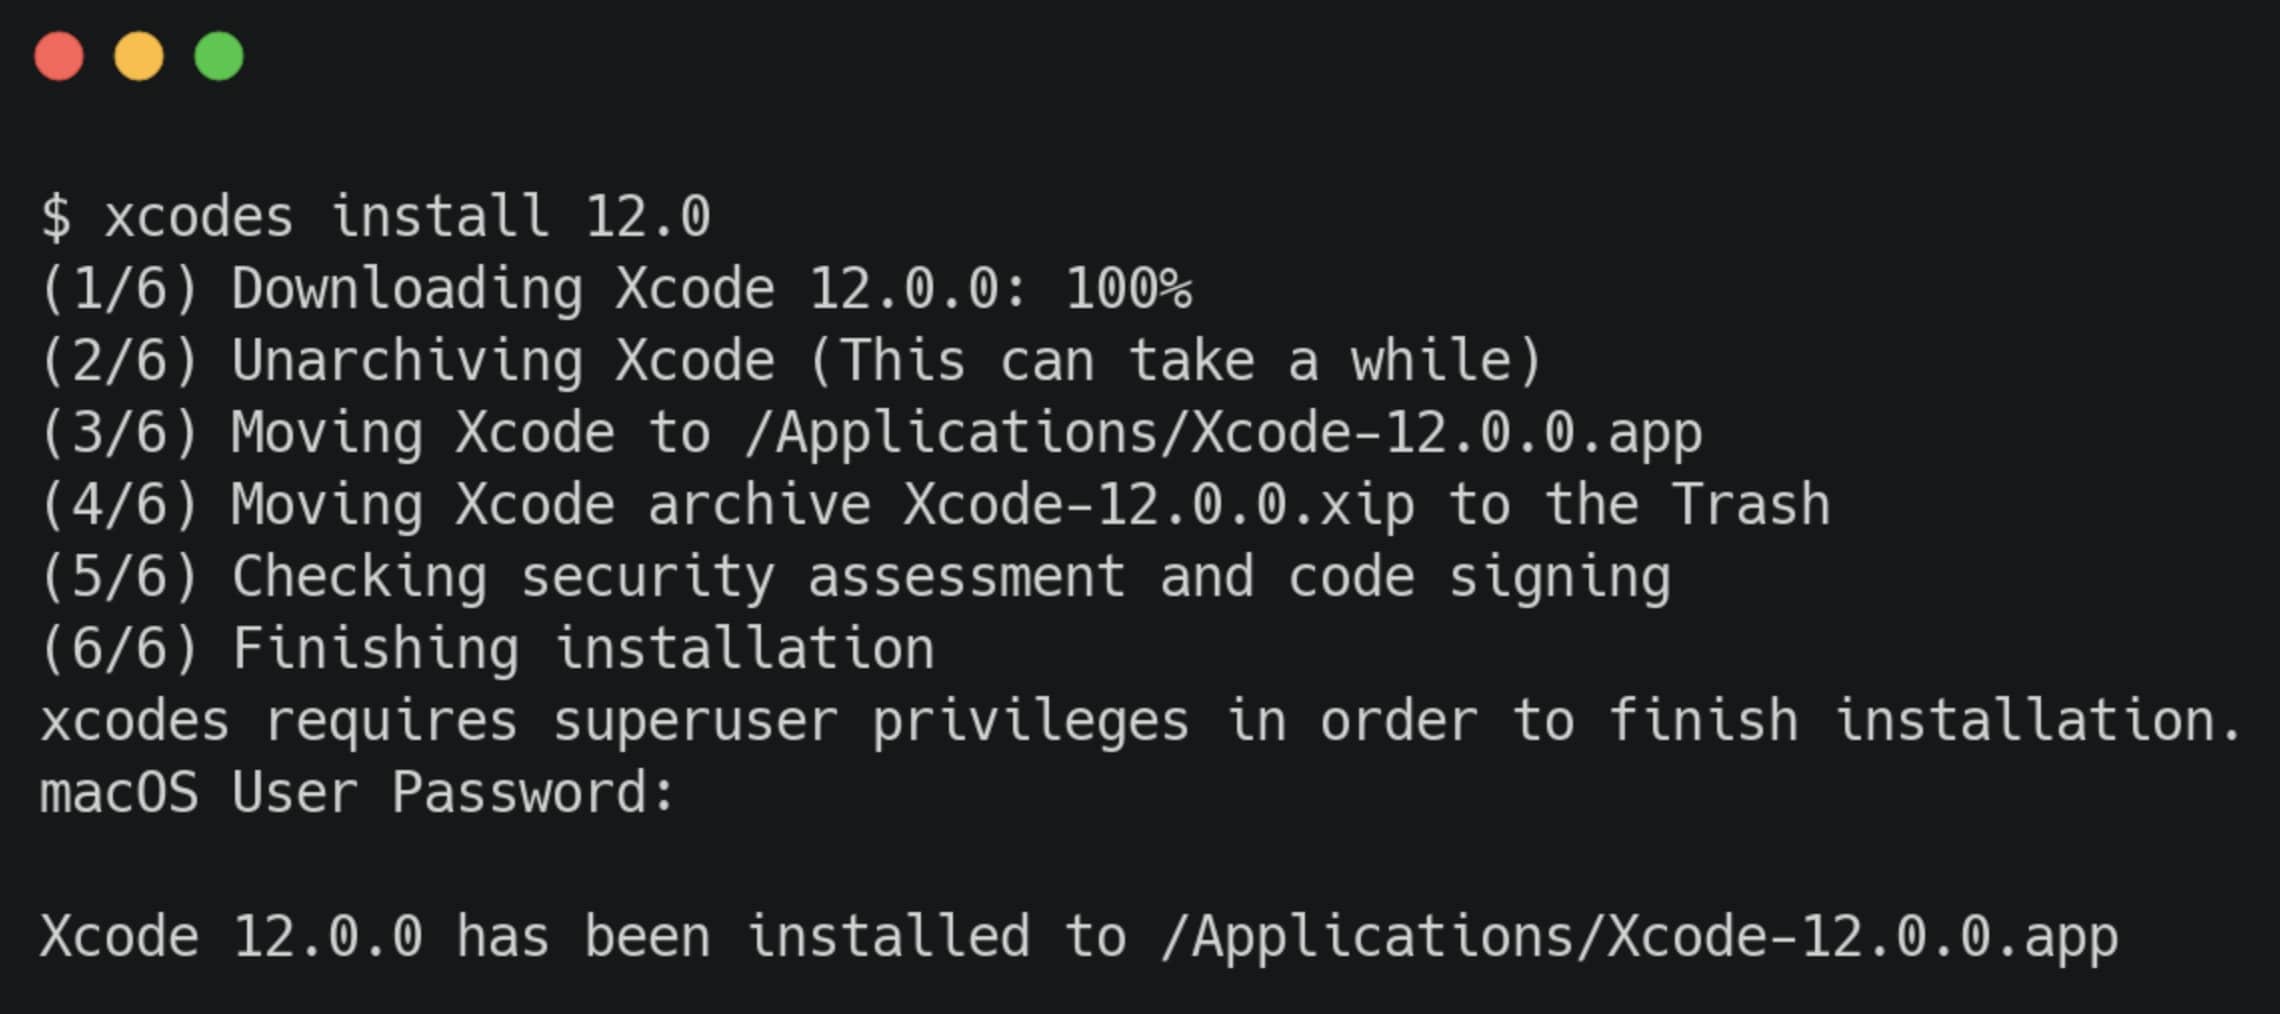 $ xcodes install 12.0
(1/6) Downloading Xcode 12.0.0: 100%
(2/6) Unarchiving Xcode (This can take a while)
(3/6) Moving Xcode to /Applications/Xcode-12.0.0.app
(4/6) Moving Xcode archive Xcode-12.0.0.xip to the Trash
(5/6) Checking security assessment and code signing
(6/6) Finishing installation
xcodes requires superuser privileges in order to finish installation.
macOS User Password:
Xcode 12.0.0 has been installed to /Applications/Xcode-12.0.0.app